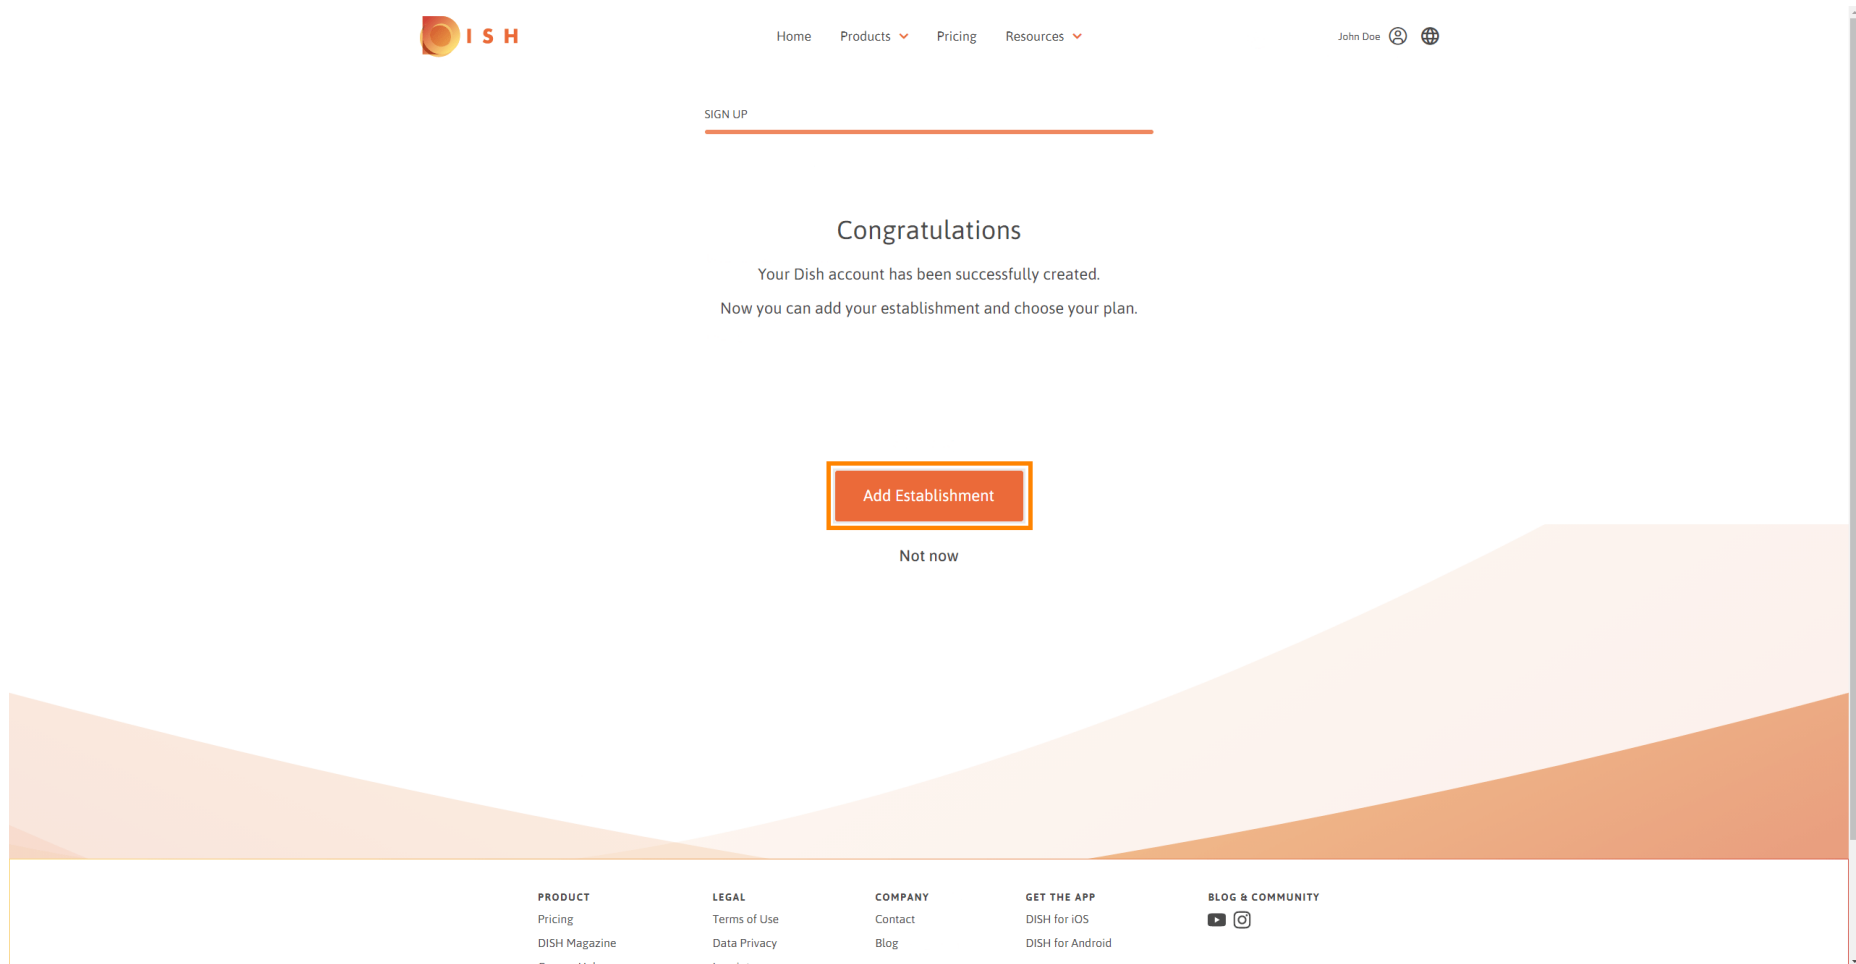 DISH
Home Products Pricing Resources
John Doe
SIGN UP
Congratulations
Your Dish account has been successfully created.
Now you can add your establishment and choose your plan.
Add Establishment
Not now
PRODUCT
Pricing
DISH Magazine
LEGAL
Terms of Use
Data Privacy
COMPANY
Contact
Blog
GET THE APP
DISH for iOS
DISH for Android
BLOG & COMMUNITY